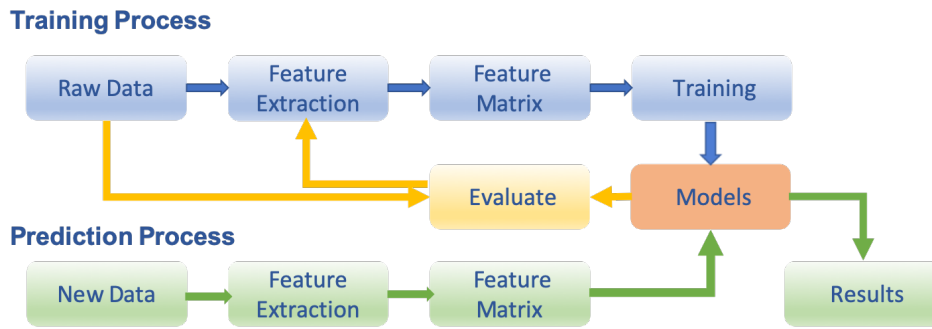 Training Process
Raw Data
Feature
Extraction
Feature
Matrix
Training
Evaluate
Models
Prediction Process
New Data
Feature
Extraction
Feature
Matrix
Results